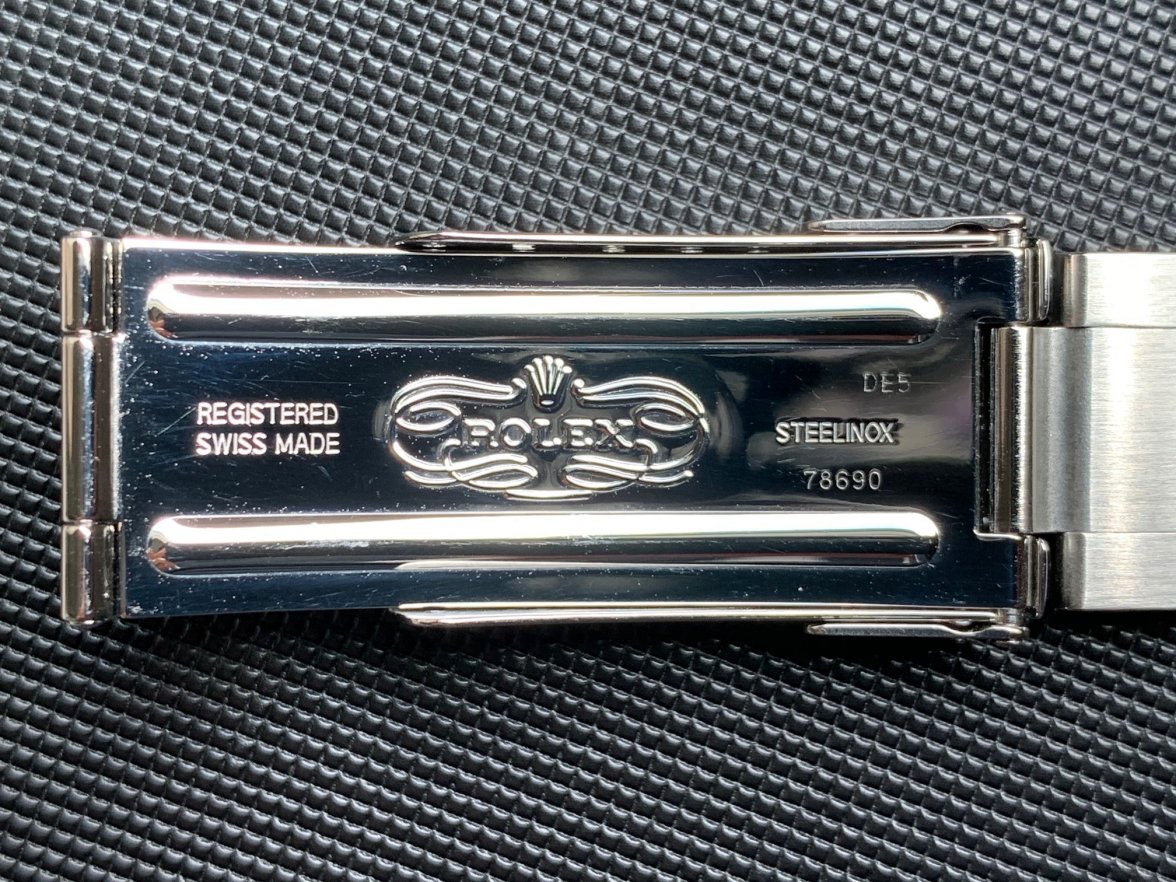 REGISTERED
SWISS MADE
ROLEX
DE5
STEELINOX
78690